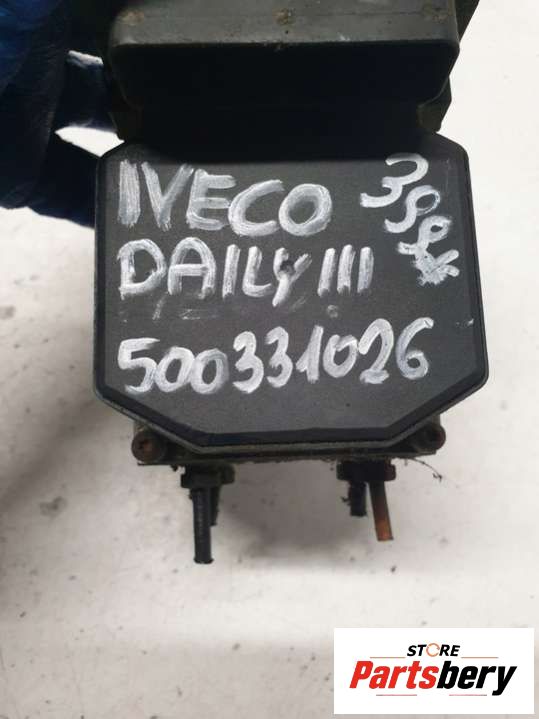 IVECO
DAILY III
500331026
STORE
Partsbery